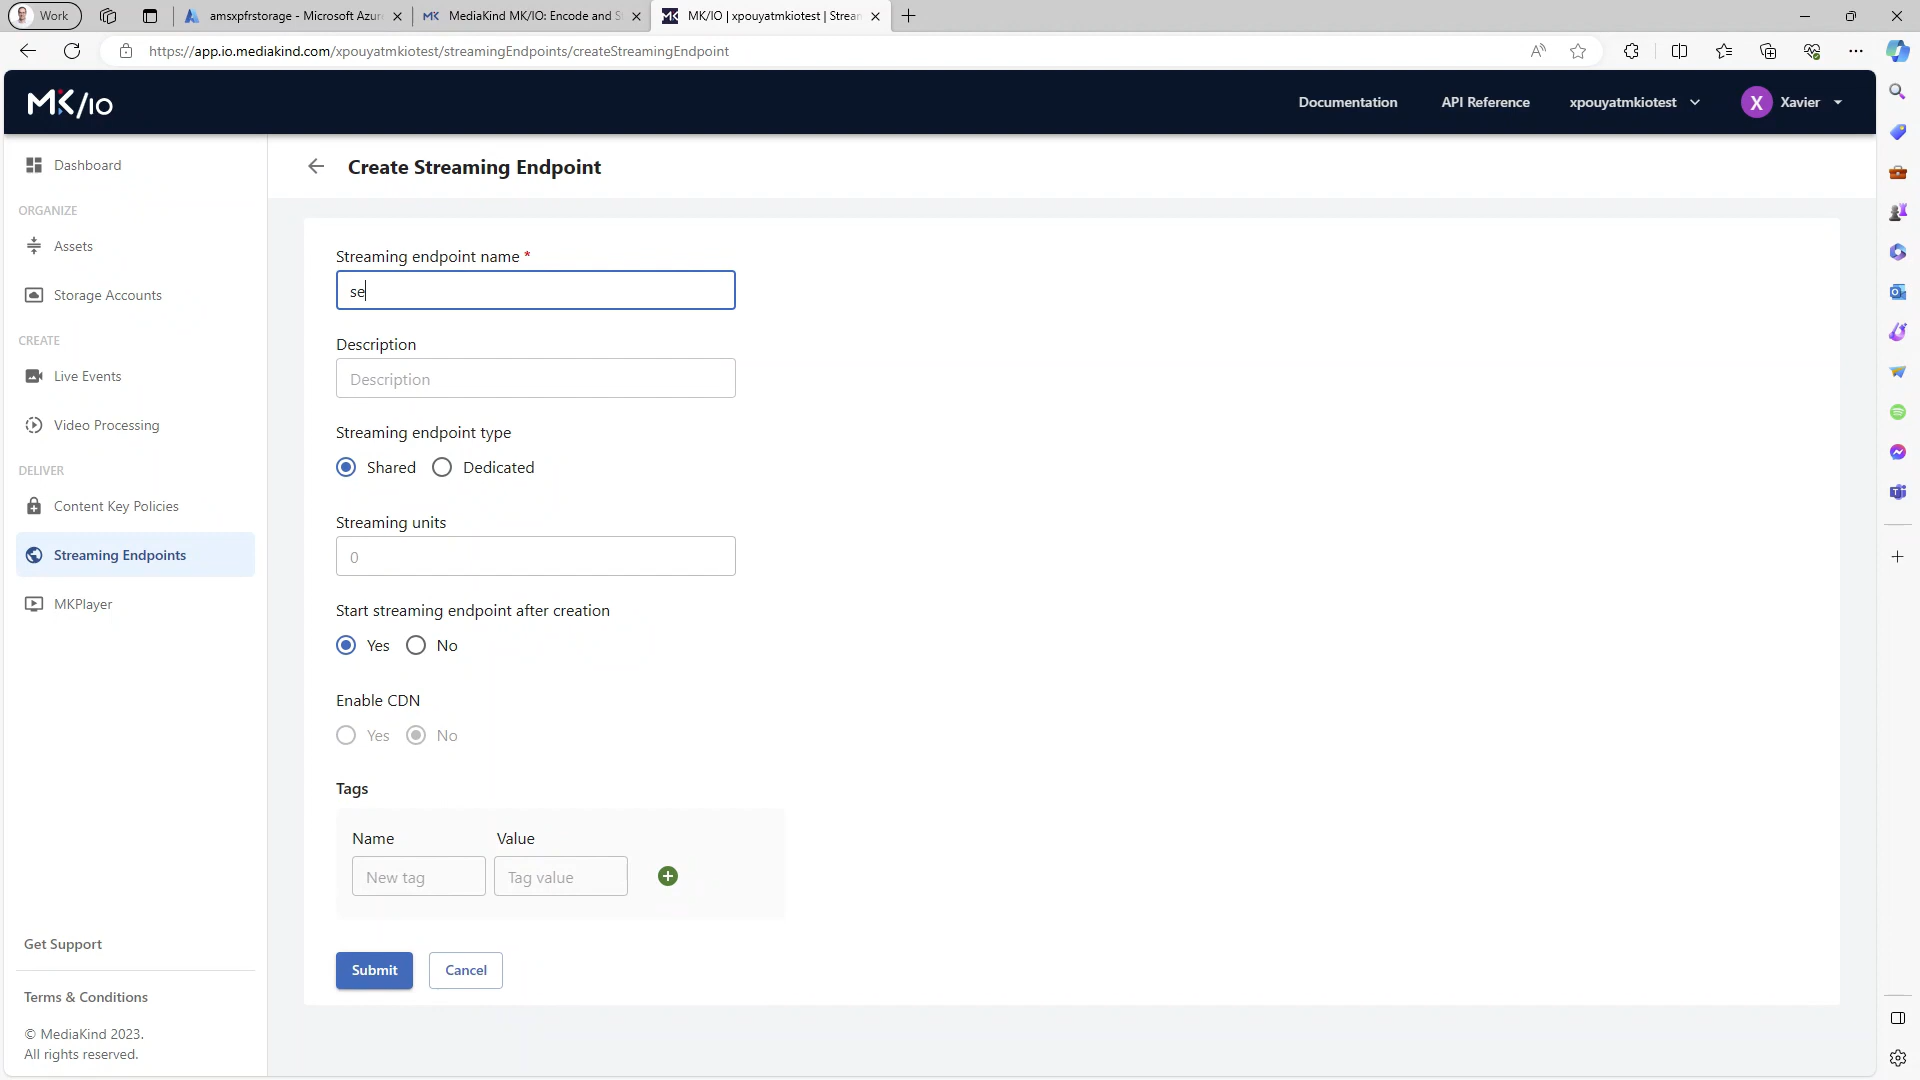 Work
amsxpfrstorage - Microsoft Azur
MediaKind MK/IO: Encode and S
MK/IO | xpouyatmkiotest | Strean
https://app.io.mediakind.com/xpouyatmkiotest/streamingEndpoints/createStreamingEndpoint
MK/IO
Documentation
API Reference
xpouyatmkiotest
X
Xavier
Dashboard
ORGANIZE
Assets
Storage Accounts
CREATE
Live Events
Video Processing
DELIVER
Content Key Policies
Streaming Endpoints
MKPlayer
Get Support
Terms & Conditions
© MediaKind 2023.
All rights reserved.
Create Streaming Endpoint
Streaming endpoint name *
se
Description
Description
Streaming endpoint type
Shared Dedicated
Streaming units
0
Start streaming endpoint after creation
Yes No
Enable CDN
Yes No
Tags
Name Value
New tag Tag value
Submit Cancel